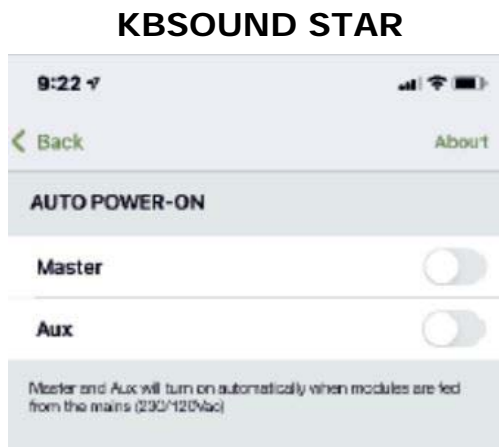 KBSOUND STAR
9:22
Back
About
AUTO POWER-ON
Master
Aux
Master and Aux will turn on automatically when modules are fed
from the mains (230/120Vac)